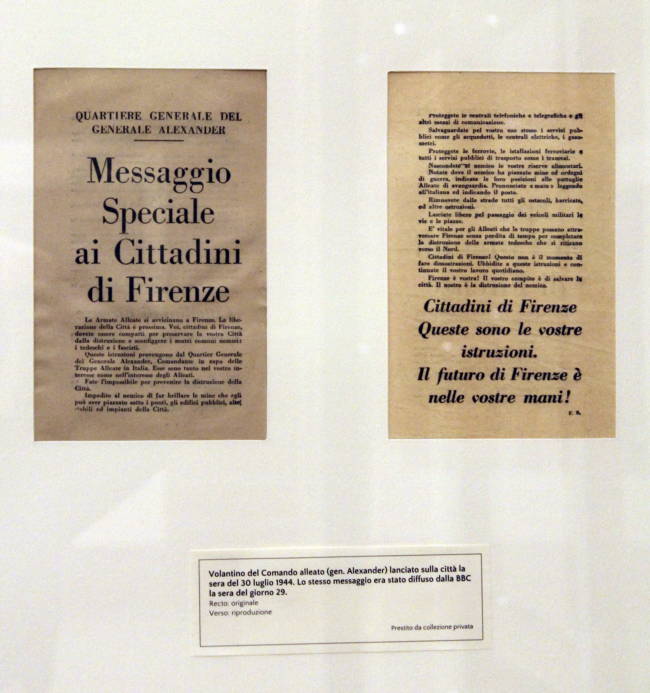 QUARTIERE GENERALE DEL
GENERALE ALEXANDER
Messaggio
Speciale
ai Cittadini
di Firenze
Le Armate Alleate si avvicinano a Firenze. La libe-
razione della Città è prossima. Voi, cittadini di Firenze,
dovete essere compatti per preservare la vostra Città
dalla distruzione e sconfiggere i nostri comuni nemici:
i tedeschi e i fascisti.
Queste istruzioni provengono dal Quartier Generale
del Generale Alexander, Comandante in capo delle
Truppe Alleate in Italia. Esse sono tanto nel vostro in-
teresse come nell'interesse degli Alleati.
Fate l'impossibile per prevenire la distruzione della
Città.
Impedite al nemico di far brillare le mine che egli
può aver piazzato sotto i ponti, gli edifici pubblici, altri
stabili ed impianti della Città.
Proteggete le centrali telefoniche e telegrafiche e gli
altri mezzi di comunicazione.
Salvaguardate pel vostro uso stesso i servizi pub-
blici come gli acquedotti, le centrali elettriche, i gaso-
metri.
Proteggete le ferrovie, le istallazioni ferroviarie e
tutti i servizi pubblici di trasporto come i tramvai.
Nascondete al nemico le vostre riserve alimentari.
Notate dove il nemico ha piazzato mine ed ordegni
di guerra, indicate le loro posizioni alle pattuglie
Alleate di avanguardia. Pronunciate « mara » leggendo
all'italiana ed indicando il posto.
Rimuovete dalle strade tutti gli ostacoli, barricate,
ed altre ostruzioni.
Lasciate libere pel passaggio dei veicoli militari le
vie e le piazze.
E' vitale per gli Alleati che le truppe possano attra-
versare Firenze senza perdita di tempo per completare
la distruzione delle armate tedesche che si ritirano
verso il Nord.
Cittadini di Firenze! Questo non è il momento di
fare dimostrazioni. Ubbidite a queste istruzioni e con-
tinuate il vostro lavoro quotidiano.
Firenze è vostra! Il vostro compito è di salvare la
città. Il nostro è la distruzione del nemico.
Cittadini di Firenze
Queste sono le vostre
istruzioni.
Il futuro di Firenze è
nelle vostre mani!
Volantino del Comando alleato (gen. Alexander) lanciato sulla città la
sera del 30 luglio 1944. Lo stesso messaggio era stato diffuso dalla BBC
la sera del giorno 29.
Recto: originale
Verso: riproduzione
Prestito da collezione privata